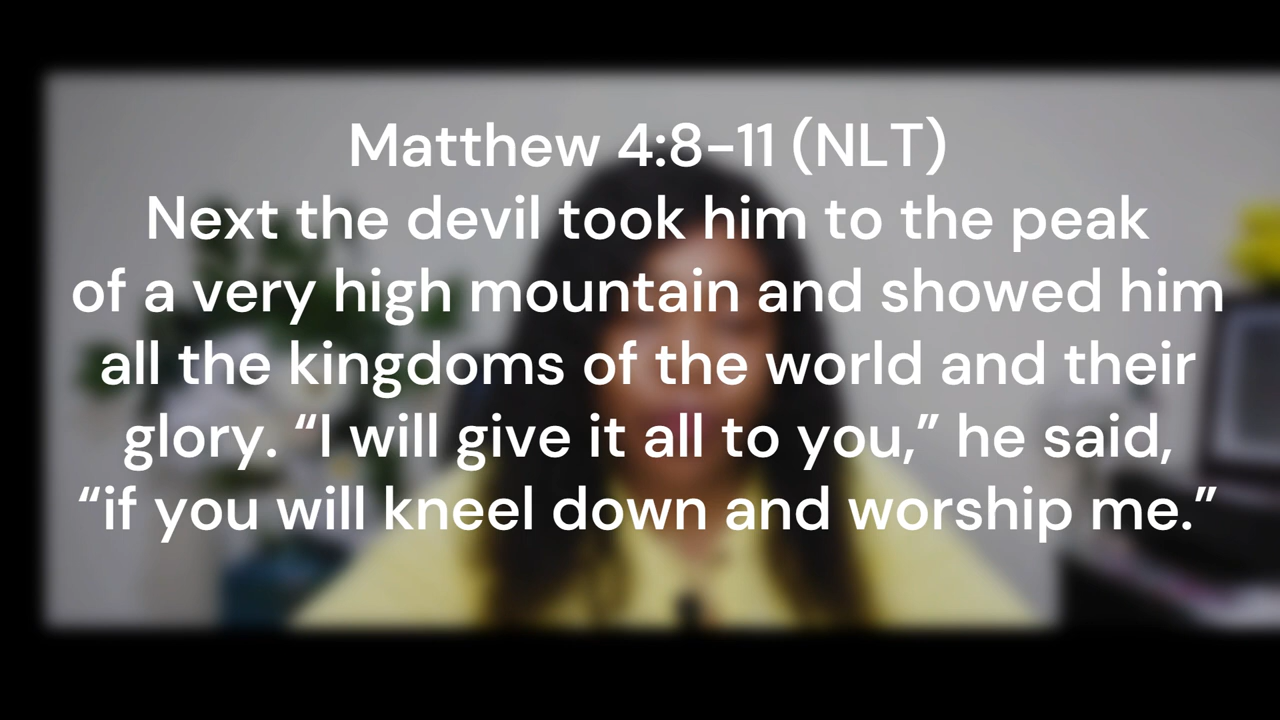 Matthew 4:8-11 (NLT)
Next the devil took him to the peak
of a very high mountain and showed him
all the kingdoms of the world and their
glory. “I will give it all to you,” he said,
“if you will kneel down and worship me.”